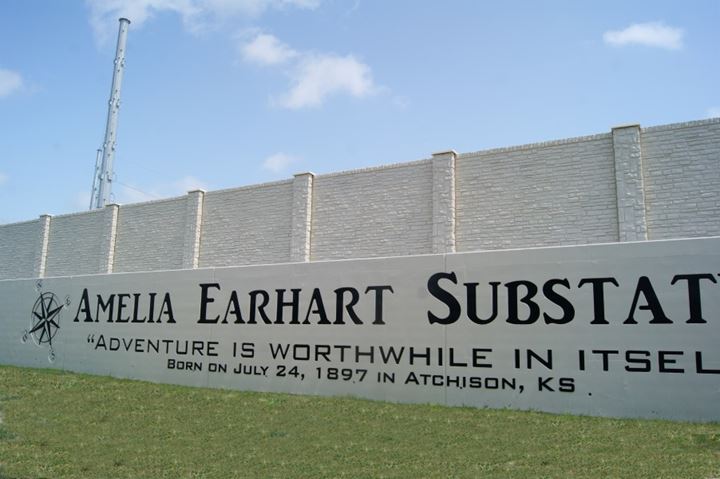 AMELIA EARHART SUBSTAT
"ADVENTURE IS WORTHWHILE IN ITSEL
BORN ON JULY 24, 1897 IN ATCHISON, KS